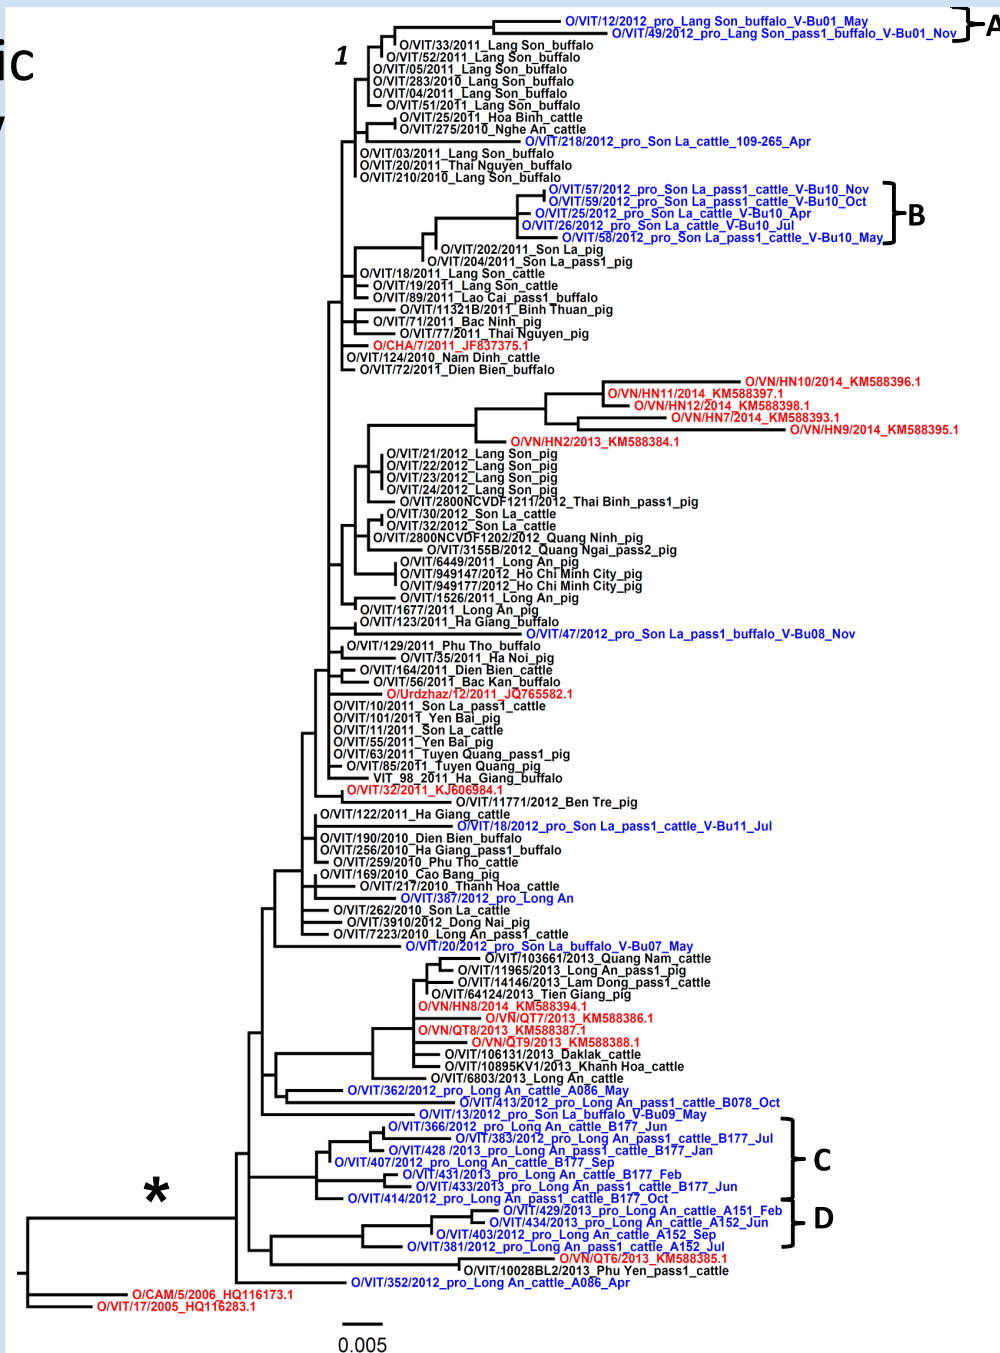 ic
A
O/VIT/12/2012_pro_Lang Son_buffalo_V-Bu01_May
O/VIT/49/2012_pro_Lang Son_pass1_buffalo_V-Bu01_Nov
1
O/VIT/33/2011_Lang Son_buffalo
O/VIT/52/2011_Lang Son_buffalo
O/VIT/05/2011_Lang Son_buffalo
O/VIT/283/2010_Lang Son_buffalo
O/VIT/04/2011_Lang Son_buffalo
O/VIT/51/2011_Lang Son_buffalo
O/VIT/25/2011_Hoa Binh_cattle
O/VIT/275/2010_Nghe An_cattle
O/VIT/218/2012_pro_Son La_cattle_109-265_Apr
O/VIT/03/2011_Lang Son_buffalo
O/VIT/20/2011_Thai Nguyen_buffalo
O/VIT/210/2010_Lang Son_buffalo
O/VIT/57/2012_pro_Son La_pass1_cattle_V-Bu10_Nov
O/VIT/59/2012_pro_Son La_pass1_cattle_V-Bu10_Oct
O/VIT/25/2012_pro_Son La_cattle_V-Bu10_Apr
B
O/VIT/26/2012_pro_Son La_cattle_V-Bu10_Jul
O/VIT/58/2012_pro_Son La_pass1_cattle_V-Bu10_May
O/VIT/202/2011_Son La_pig
O/VIT/204/2011_Son La_pass1_pig
O/VIT/18/2011_Lang Son_cattle
O/VIT/19/2011_Lang Son_cattle
O/VIT/89/2011_Lao Cai_pass1_buffalo
O/VIT/11321B/2011_Binh Thuan_pig
O/VIT/71/2011_Bac Ninh_pig
O/VIT/77/2011_Thai Nguyen_pig
O/CHA/7/2011_JF837375.1
O/VIT/124/2010_Nam Dinh_cattle
O/VIT/72/2011_Dien Bien_buffalo
O/VN/HN10/2014_KM588396.1
O/VN/HN11/2014_KM588397.1
O/VN/HN12/2014_KM588398.1
O/VN/HN7/2014_KM588393.1
O/VN/HN9/2014_KM588395.1
O/VN/HN2/2013_KM588384.1
O/VIT/21/2012_Lang Son_pig
O/VIT/22/2012_Lang Son_pig
O/VIT/23/2012_Lang Son_pig
O/VIT/24/2012_Lang Son_pig
O/VIT/2800NCVDF1211/2012_Thai Binh_pass1_pig
O/VIT/30/2012_Son La_cattle
O/VIT/32/2012_Son La_cattle
O/VIT/2800NCVDF1202/2012_Quang Ninh_pig
O/VIT/3155B/2012_Quang Ngai_pass2_pig
O/VIT/6449/2011_Long An_pig
O/VIT/949147/2012_Ho Chi Minh City_pig
O/VIT/949177/2012_Ho Chi Minh City_pig
O/VIT/1526/2011_Long An_pig
O/VIT/1677/2011_Long An_pig
O/VIT/123/2011_Ha Giang_buffalo
O/VIT/47/2012_pro_Son La_pass1_buffalo_V-Bu08_Nov
O/VIT/129/2011_Phu Tho_buffalo
O/VIT/35/2011_Ha Noi_pig
O/VIT/164/2011_Dien Bien_cattle
O/VIT/56/2011_Bac Kan_buffalo
O/Urdzhaz/12/2011_JQ765582.1
O/VIT/10/2011_Son La_pass1_cattle
O/VIT/101/2011_Yen Bai_pig
O/VIT/11/2011_Son La_cattle
O/VIT/55/2011_Yen Bai_pig
O/VIT/63/2011_Tuyen Quang_pass1_pig
O/VIT/85/2011_Tuyen Quang_pig
VIT_98_2011_Ha_Giang_buffalo
O/VIT/32/2011_KJ606984.1
O/VIT/11771/2012_Ben Tre_pig
O/VIT/122/2011_Ha Giang_cattle
O/VIT/18/2012_pro_Son La_pass1_cattle_V-Bu11_Jul
O/VIT/190/2010_Dien Bien_buffalo
O/VIT/256/2010_Ha Giang_pass1_buffalo
O/VIT/259/2010_Phu Tho_cattle
O/VIT/169/2010_Cao Bang_pig
O/VIT/217/2010_Thanh Hoa_cattle
O/VIT/387/2012_pro_Long An
O/VIT/262/2010_Son La_cattle
O/VIT/3910/2012_Dong Nai_pig
O/VIT/7223/2010_Long An_pass1_cattle
O/VIT/20/2012_pro_Son La_buffalo_V-Bu07_May
O/VIT/103661/2013_Quang Nam_cattle
O/VIT/11965/2013_Long An_pass1_pig
O/VIT/14146/2013_Lam Dong_pass1_cattle
O/VIT/64124/2013_Tien Giang_pig
O/VN/HN8/2014_KM588394.1
O/VN/QT7/2013_KM588386.1
O/VN/QT8/2013_KM588387.1
O/VN/QT9/2013_KM588388.1
O/VIT/106131/2013_Daklak_cattle
O/VIT/10895KV1/2013_Khanh Hoa_cattle
O/VIT/6803/2013_Long An_cattle
O/VIT/362/2012_pro_Long An_cattle_A086_May
O/VIT/413/2012_pro_Long An_pass1_cattle_B078_Oct
O/VIT/13/2012_pro_Son La_buffalo_V-Bu09_May
O/VIT/366/2012_pro_Long An_cattle_B177_Jun
O/VIT/383/2012_pro_Long An_pass1_cattle_B177_Jul
O/VIT/428 /2013_pro_Long An_pass1_cattle_B177_Jan
C
O/VIT/407/2012_pro_Long An_cattle_B177_Sep
O/VIT/431/2013_pro_Long An_cattle_B177_Feb
O/VIT/433/2013_pro_Long An_pass1_cattle_B177_Jun
*
O/VIT/414/2012_pro_Long An_pass1_cattle_B177_Oct
O/VIT/429/2013_pro_Long An_cattle_A151_Feb
D
O/VIT/434/2013_pro_Long An_cattle_A152_Jun
O/VIT/403/2012_pro_Long An_cattle_A152_Sep
O/VIT/381/2012_pro_Long An_pass1_cattle_A152_Jul
O/VN/QT6/2013_KM588385.1
O/VIT/10028BL2/2013_Phu Yen_pass1_cattle
O/VIT/352/2012_pro_Long An_cattle_A086_Apr
O/CAM/5/2006_HQ116173.1
O/VIT/17/2005_HQ116283.1
0.005